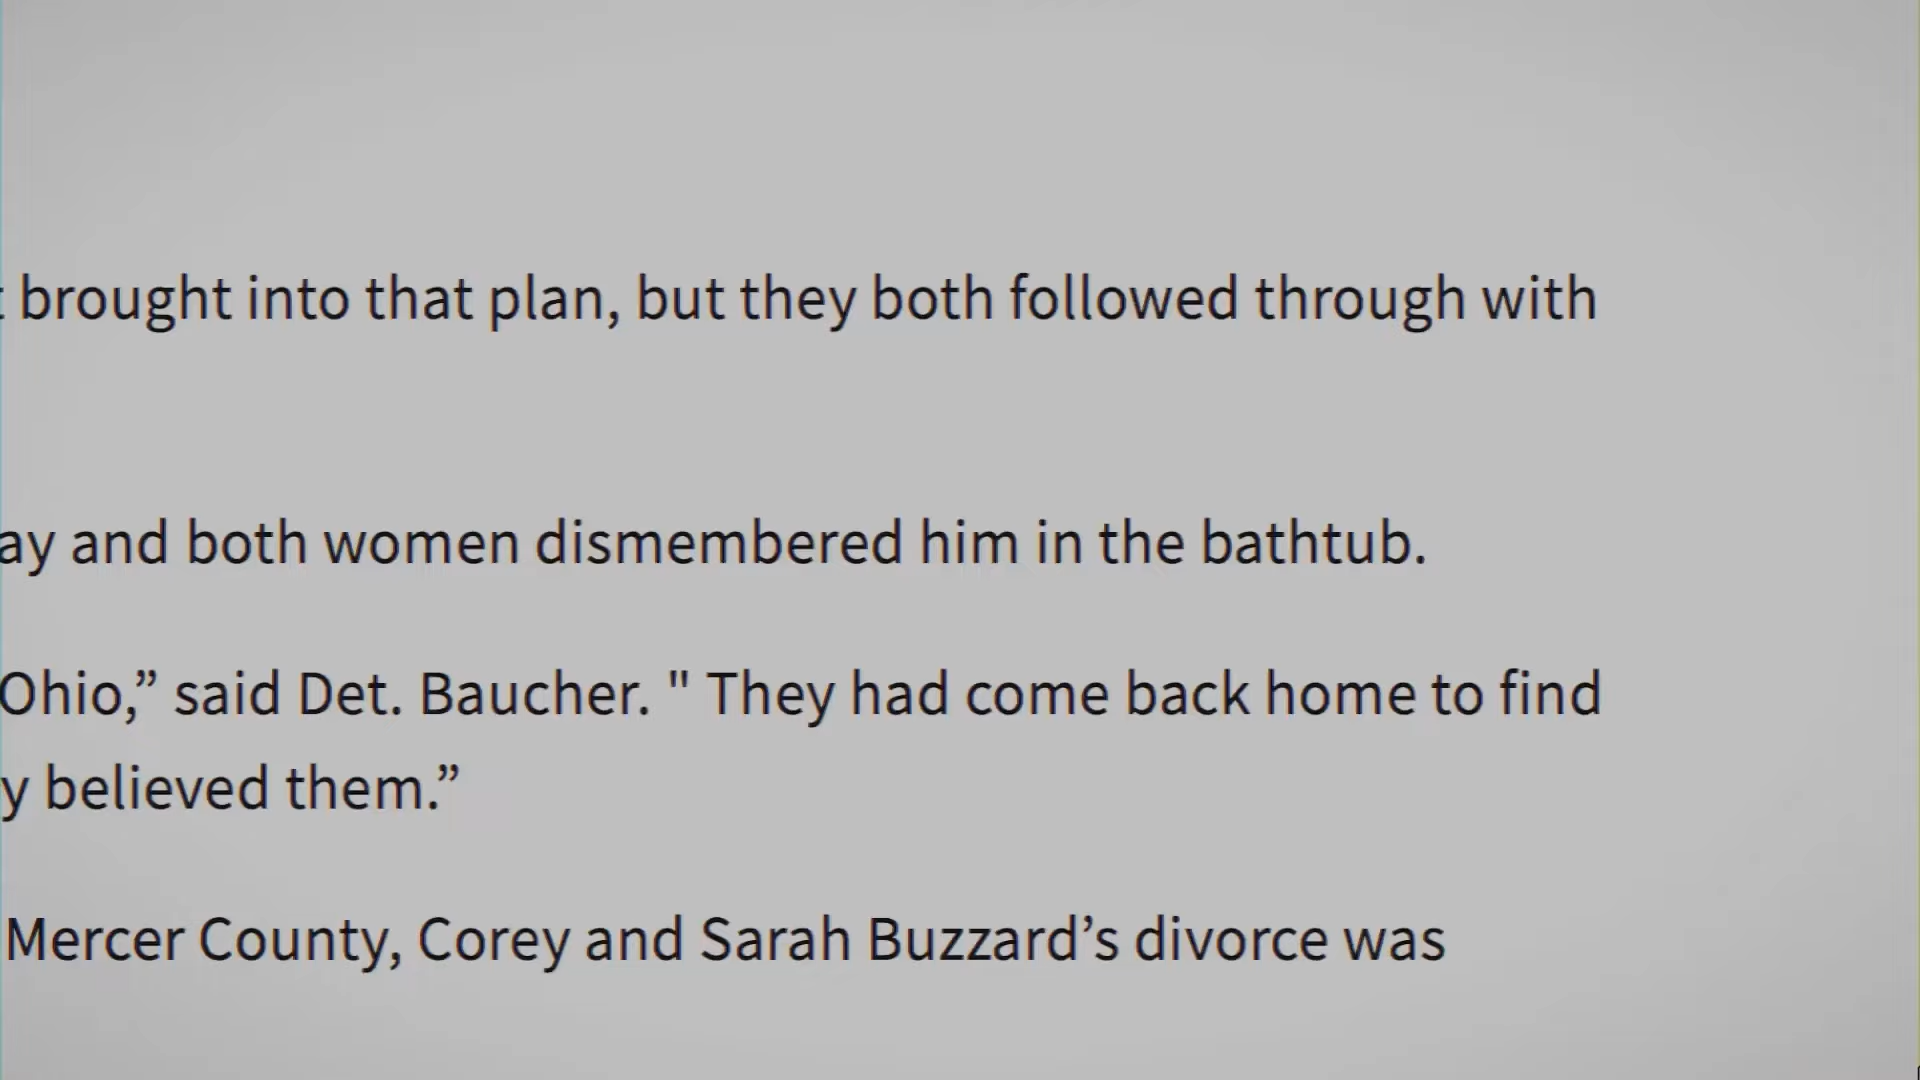 brought into that plan, but they both followed through with
and both women dismembered him in the bathtub.
Ohio,” said Det. Baucher. " They had come back home to find
believed them.”
Mercer County, Corey and Sarah Buzzard’s divorce was